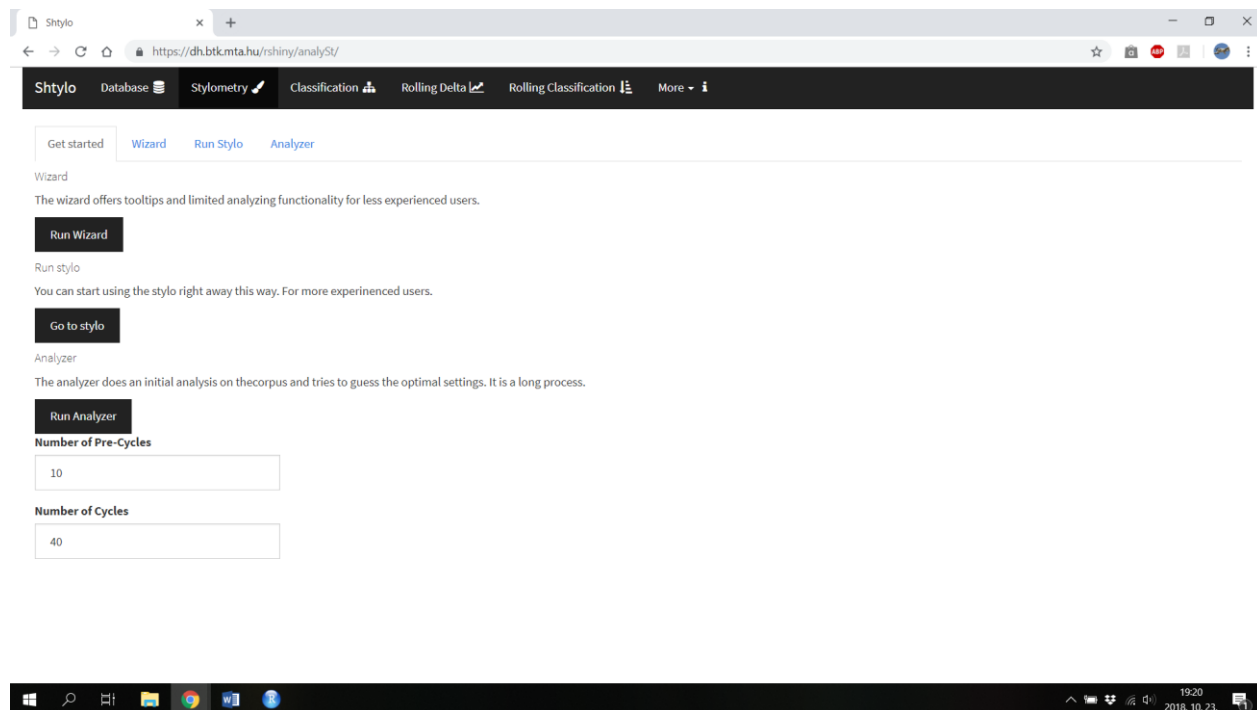 Shtylo
https://dh.btk.mta.hu/rshiny/analySt/
ABP
Shtylo Database Stylometry Classification Rolling Delta Rolling Classification More
Get started Wizard Run Stylo Analyzer
Wizard
The wizard offers tooltips and limited analyzing functionality for less experienced users.
Run Wizard
Run stylo
You can start using the stylo right away this way. For more experinenced users.
Go to stylo
Analyzer
The analyzer does an initial analysis on thecorpus and tries to guess the optimal settings. It is a long process.
Run Analyzer
Number of Pre-Cycles
10
Number of Cycles
40
19:20
2018. 10. 23.